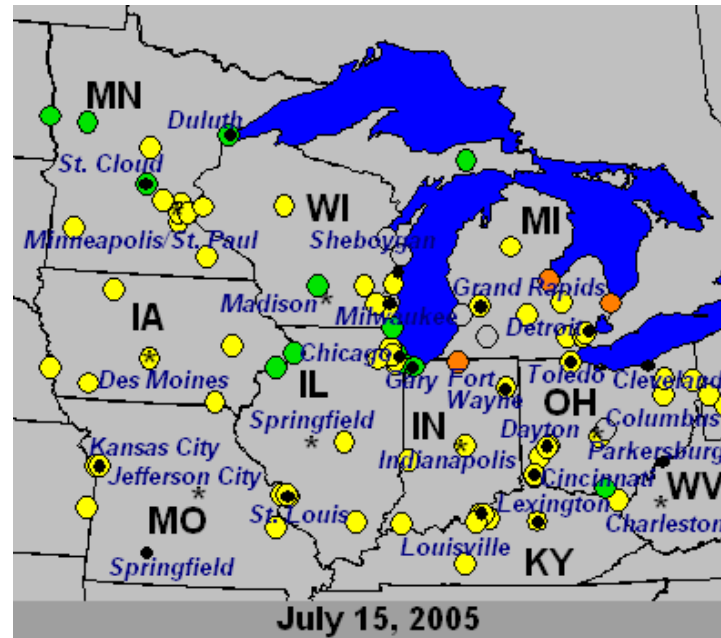 MN
Duluth
St. Cloud
WI
MI
Minneapolis/St. Paul
Sheboygan
Grand Rapids
Madison
Milwaukee
IA
Detroit
Chicago
Des Moines
Gary
Fort
Wayne
Toledo
Cleveland
IL
OH
Springfield
IN
Columbus
Dayton
Kansas City
Indianapolis
Parkersburg
Jefferson City
Cincinnati
WV
MO
St. Louis
Lexington
Charleston
Louisville
Springfield
KY
July 15, 2005